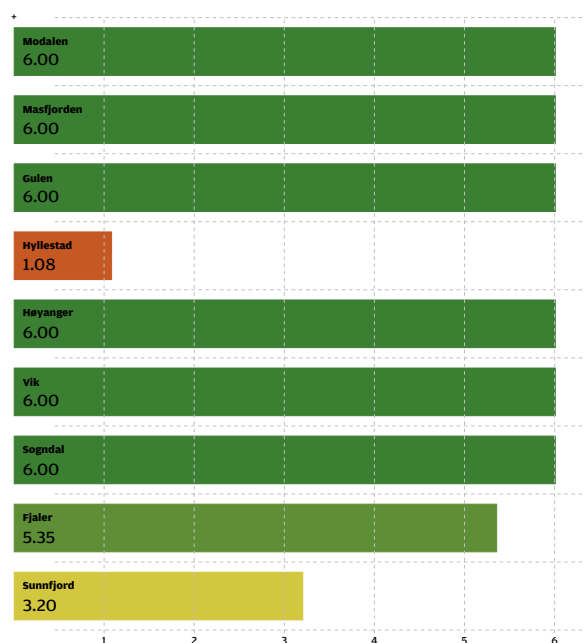 +
Modalen
6.00
Masfjorden
6.00
Gulen
6.00
Hyllestad
1.08
Høyanger
6.00
Vik
6.00
Sogndal
6.00
Fjaler
5.35
Sunnfjord
3.20
1 2 3 4 5 6